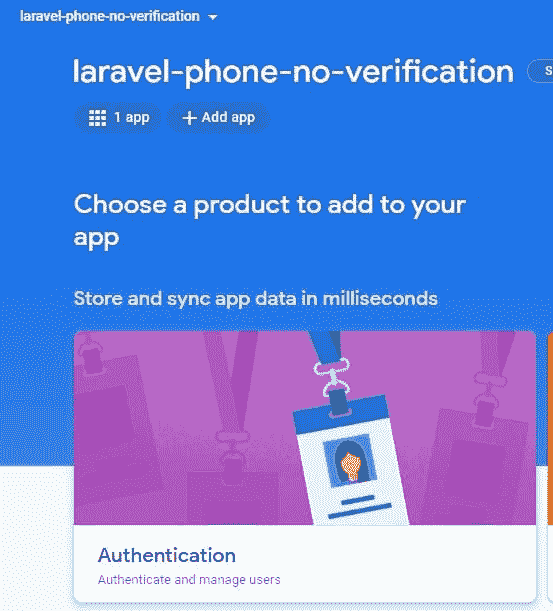 laravel-phone-no-verification
laravel-phone-no-verification
1 app
+ Add app
Choose a product to add to your
app
Store and sync app data in milliseconds
Authentication
Authenticate and manage users